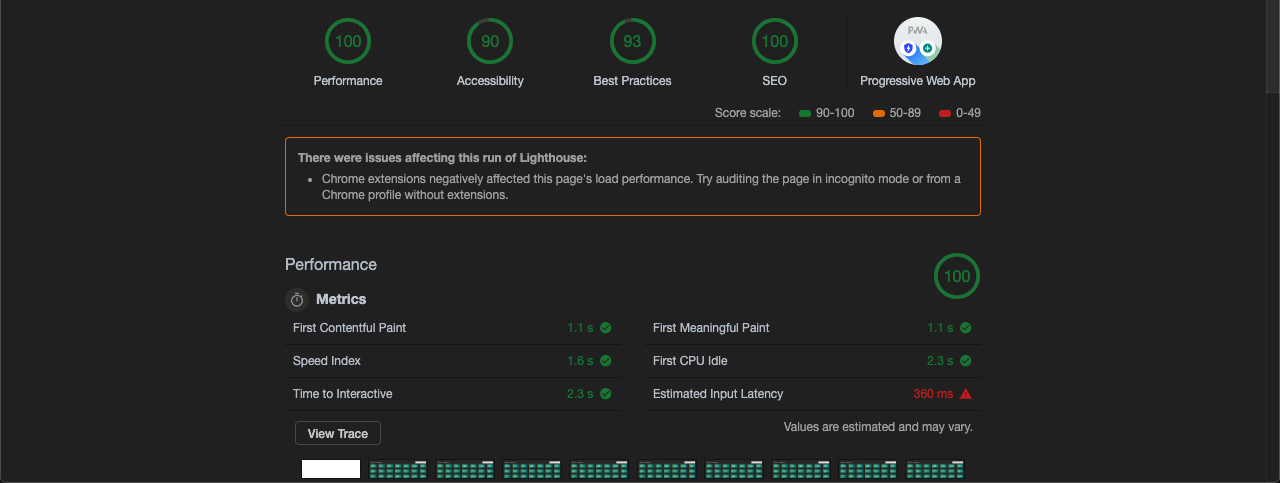 100
90
93
100
PWA
Performance
Accessibility
Best Practices
SEO
Progressive Web App
Score scale: 90-100 50-89 0-49
There were issues affecting this run of Lighthouse:
• Chrome extensions negatively affected this page's load performance. Try auditing the page in incognito mode or from a
Chrome profile without extensions.
Performance
100
Metrics
First Contentful Paint 1.1 s
First Meaningful Paint 1.1 s
Speed Index 1.6 s
First CPU Idle 2.3 s
Time to Interactive 2.3 s
Estimated Input Latency 360 ms
View Trace
Values are estimated and may vary.